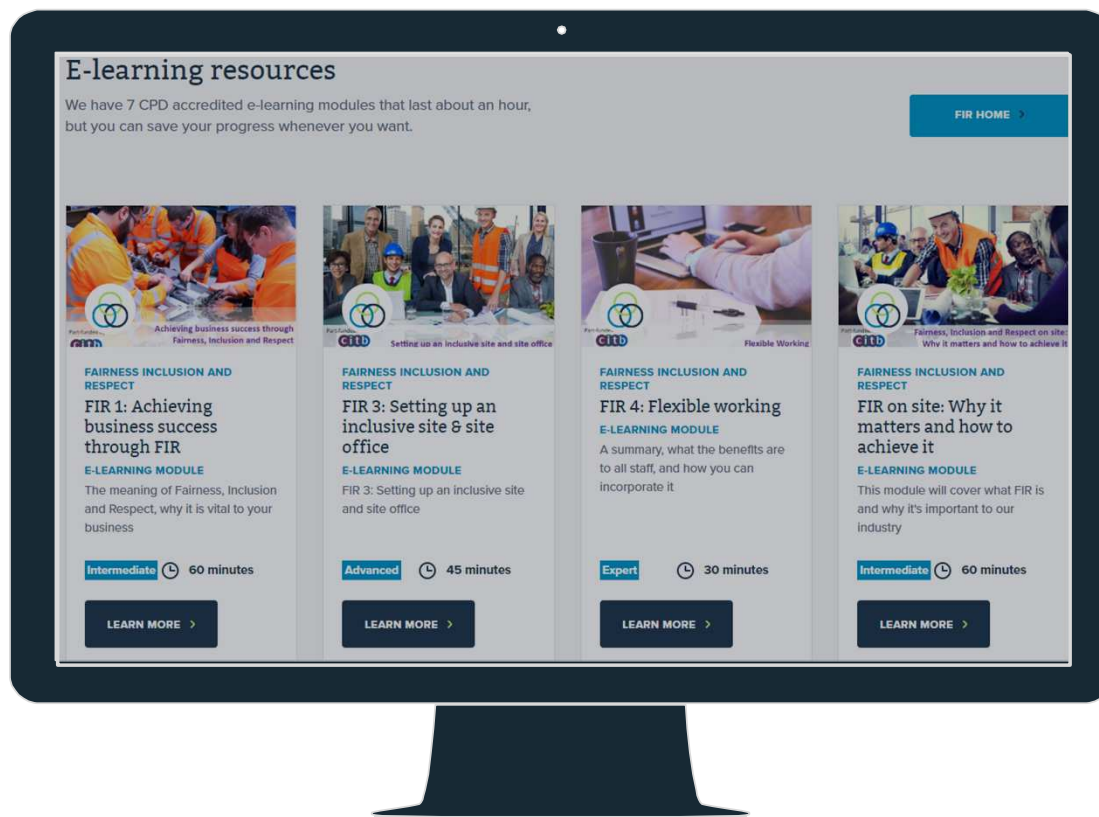 E-learning resources
We have 7 CPD accredited e-learning modules that last about an hour,
but you can save your progress whenever you want.
FIR HOME >
Achieving business success through
Fairness, Inclusion and Respect
FAIRNESS INCLUSION AND
RESPECT
FIR 1: Achieving
business success
through FIR
E-LEARNING MODULE
The meaning of Fairness, Inclusion
and Respect, why it is vital to your
business
Intermediate 60 minutes
LEARN MORE >
citb
Setting up an inclusive site and site office
FAIRNESS INCLUSION AND
RESPECT
FIR 3: Setting up an
inclusive site & site
office
E-LEARNING MODULE
FIR 3: Setting up an inclusive site
and site office
Advanced 45 minutes
LEARN MORE >
citb
Flexible Working
FAIRNESS INCLUSION AND
RESPECT
FIR 4: Flexible working
E-LEARNING MODULE
A summary, what the benefits are
to all staff, and how you can
incorporate it
Expert 30 minutes
LEARN MORE >
citb
Fairness, Inclusion and Respect on site:
Why it matters and how to achieve it
FAIRNESS INCLUSION AND
RESPECT
FIR on site: Why it
matters and how to
achieve it
E-LEARNING MODULE
This module will cover what FIR is
and why it's important to our
industry
Intermediate 60 minutes
LEARN MORE >